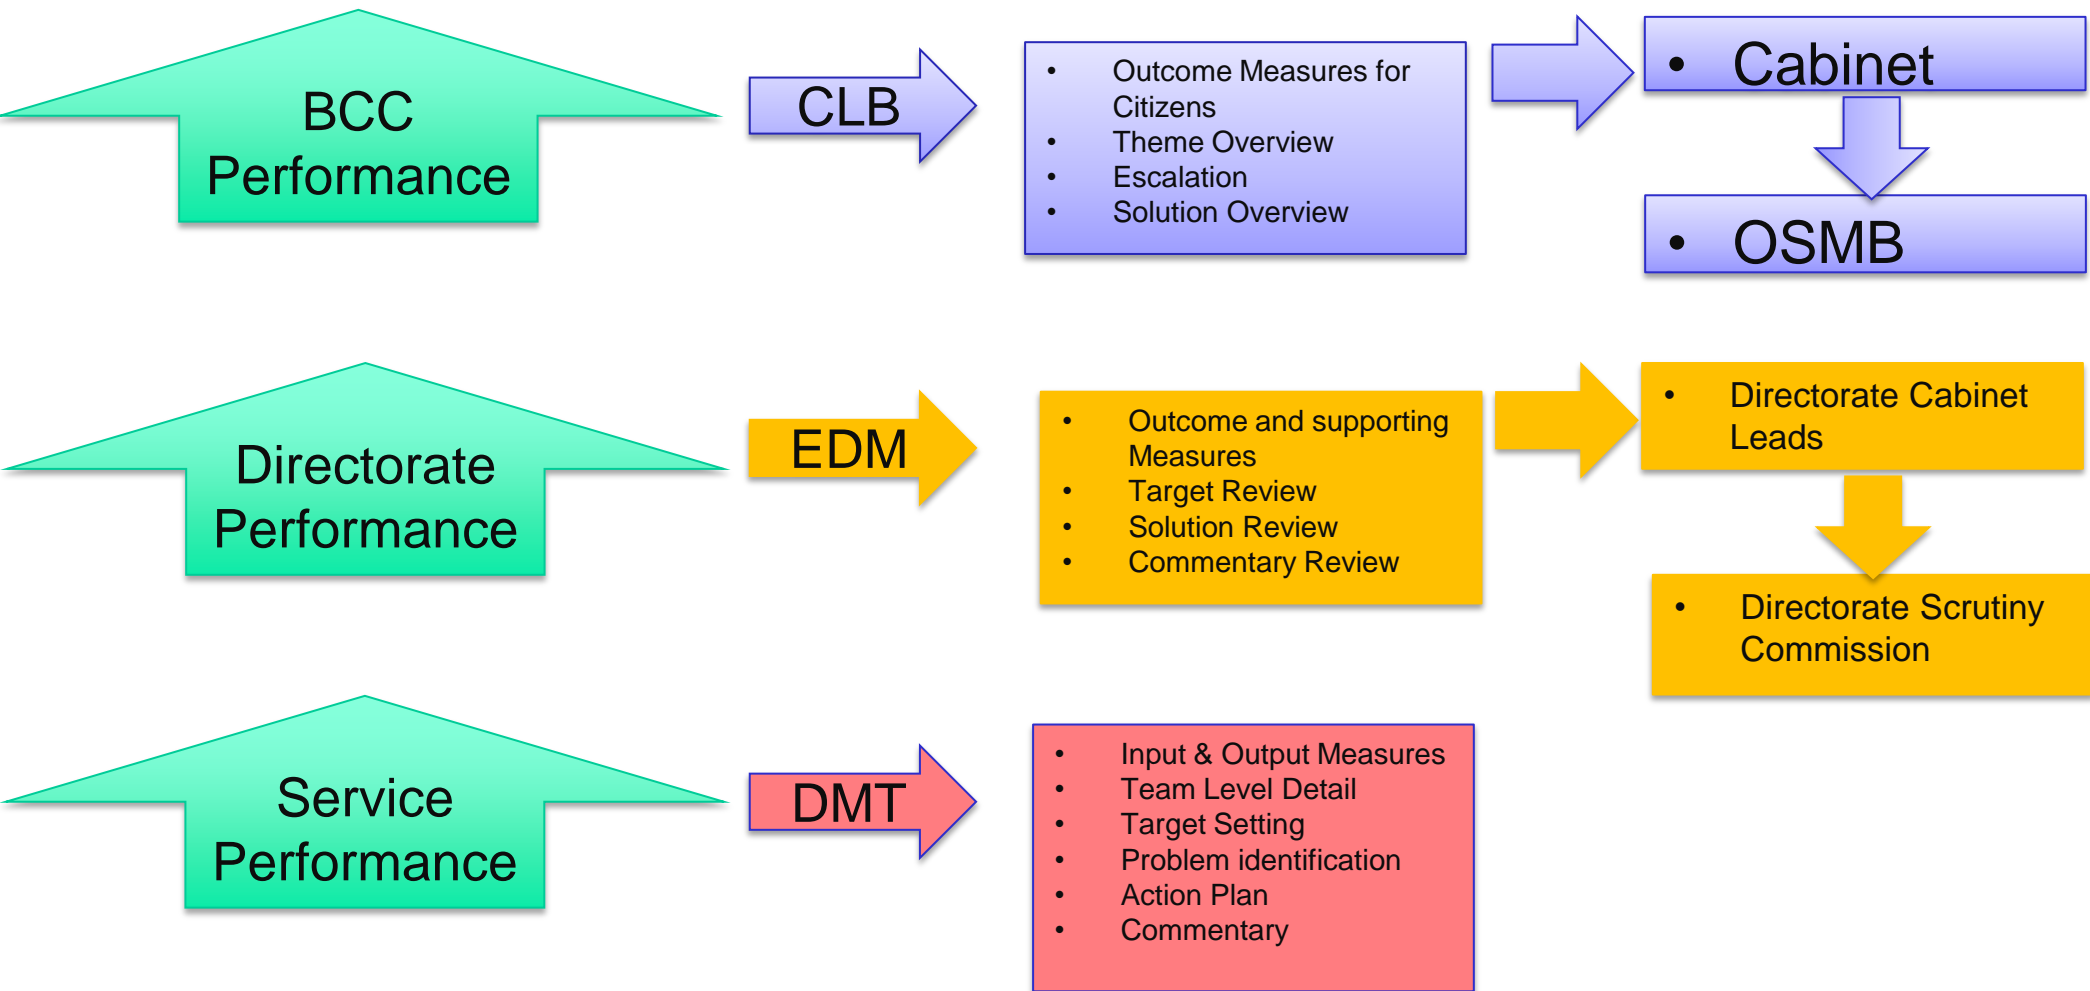 BCC
Performance
CLB
• Outcome Measures for
Citizens
• Theme Overview
• Escalation
• Solution Overview
• Cabinet
• OSMB
Directorate
Performance
EDM
• Outcome and supporting
Measures
• Target Review
• Solution Review
• Commentary Review
• Directorate Cabinet
Leads
• Directorate Scrutiny
Commission
Service
Performance
DMT
• Input & Output Measures
• Team Level Detail
• Target Setting
• Problem identification
• Action Plan
• Commentary